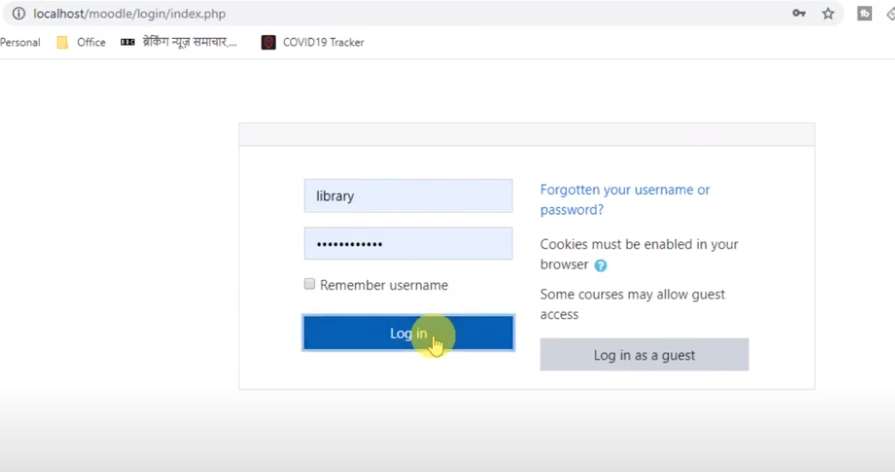 localhost/moodle/login/index.php
Personal Office BBC ब्रेकिंग न्यूज़ समाचार,... COVID19 Tracker
library
••••••••••••
Remember username
Log in
Forgotten your username or
password?
Cookies must be enabled in your
browser ?
Some courses may allow guest
access
Log in as a guest